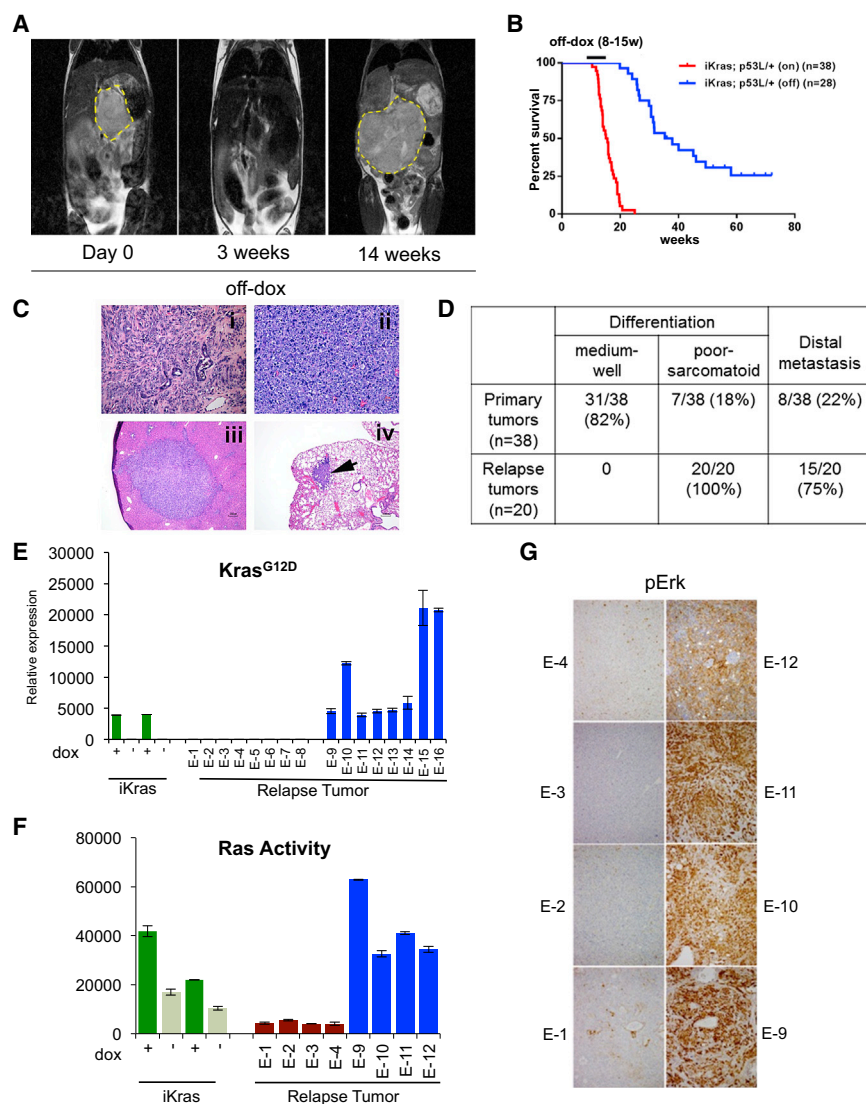 A
Day 0
3 weeks
14 weeks
off-dox
B
off-dox (8-15w)
iKras; p53L/+ (on) (n=38)
iKras; p53L/+ (off) (n=28)
Percent survival
100
75
50
25
0
0 20 40 60 80
weeks
C
i
ii
iii
iv
D
Differentiation
Distal metastasis
medium-well
poor-sarcomatoid
Primary tumors (n=38)
31/38 (82%)
7/38 (18%)
8/38 (22%)
Relapse tumors (n=20)
0
20/20 (100%)
15/20 (75%)
E
KrasG12D
Relative expression
30000
25000
20000
15000
10000
5000
0
dox
+ - + -
E-1 E-2 E-3 E-4 E-5 E-6 E-7 E-8 E-9 E-10 E-11 E-12 E-13 E-14 E-15 E-16
iKras
Relapse Tumor
F
Ras Activity
80000
60000
40000
20000
0
dox
+ - + -
E-1 E-2 E-3 E-4 E-9 E-10 E-11 E-12
iKras
Relapse Tumor
G
pErk
E-4
E-12
E-3
E-11
E-2
E-10
E-1
E-9